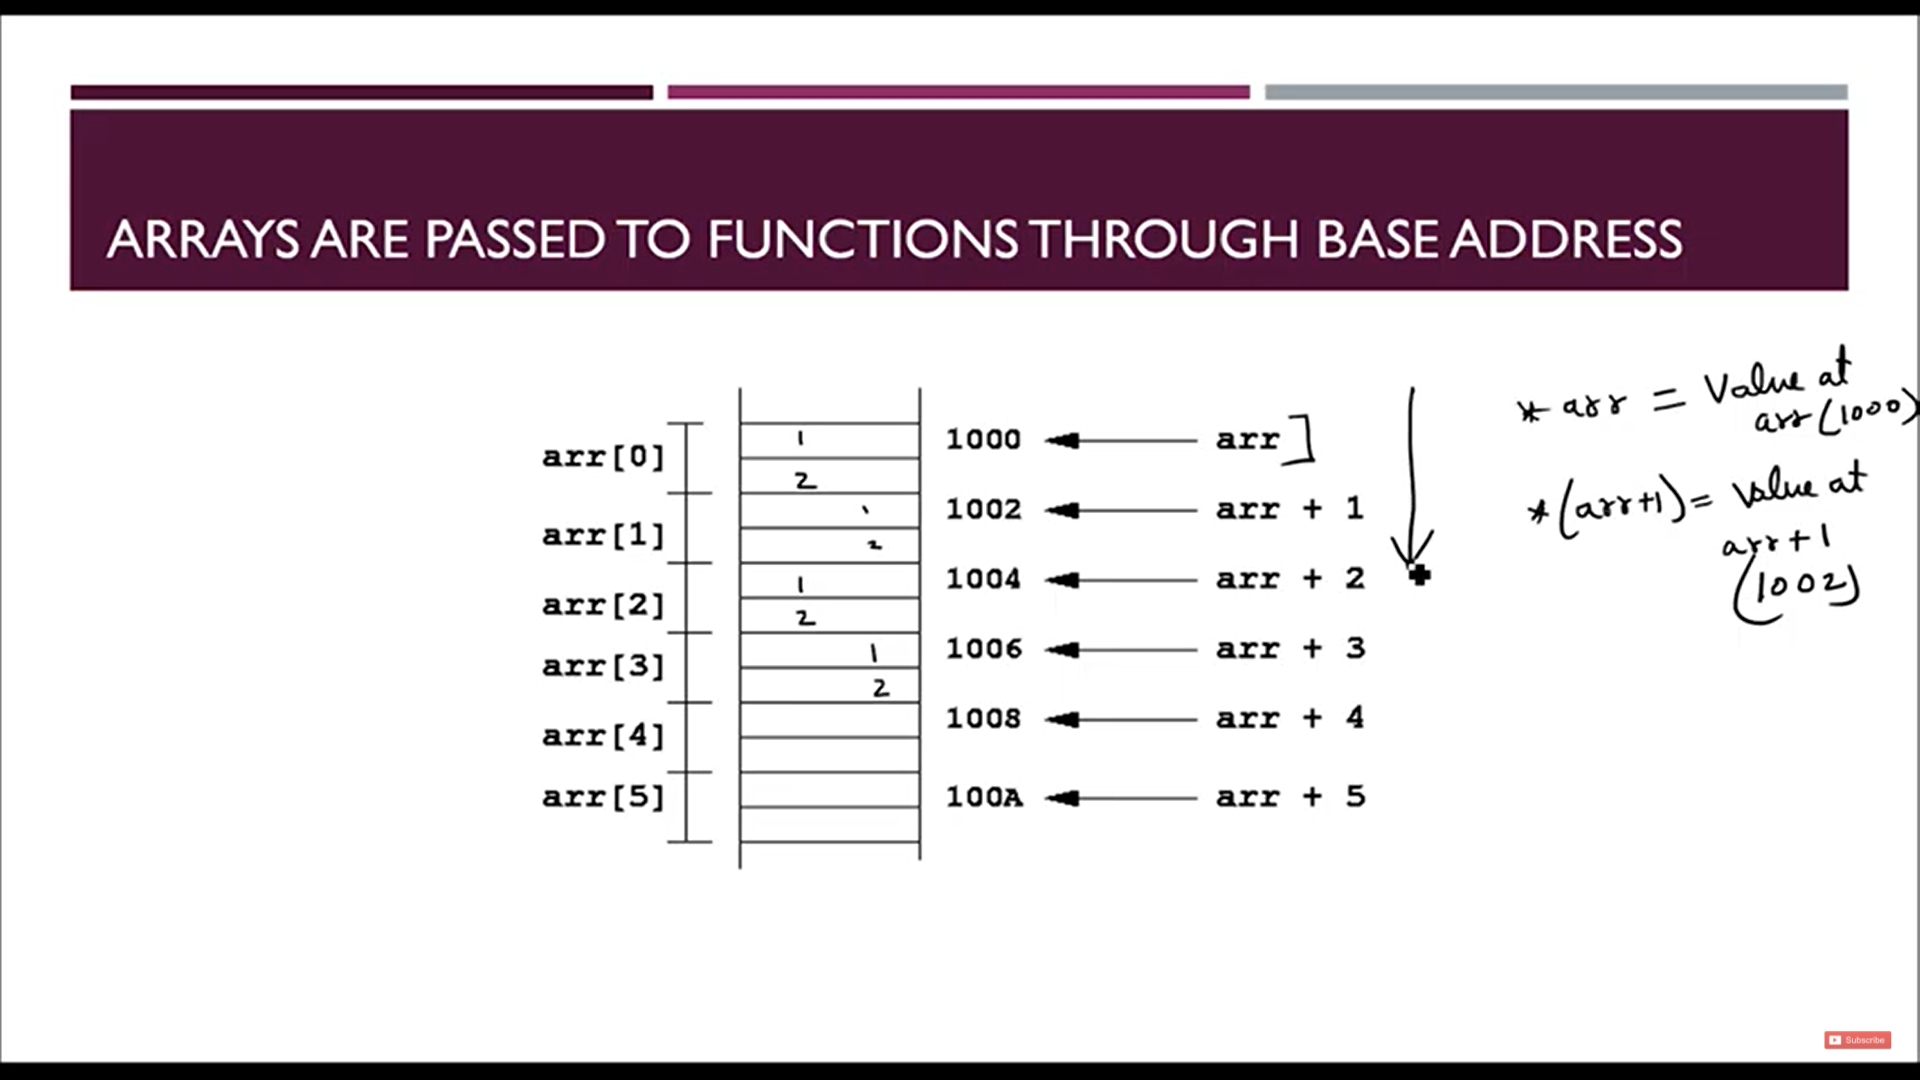 ARRAYS ARE PASSED TO FUNCTIONS THROUGH BASE ADDRESS
arr[0] 1 1000 arr]
2
arr[1] 1 1002 arr + 1
2
arr[2] 1 1004 arr + 2
2
arr[3] 1 1006 arr + 3
2
arr[4] 1008 arr + 4
arr[5] 100A arr + 5
* arr = Value at
arr (1000)
*(arr+1) = Value at
arr+1
(1002)
Subscribe